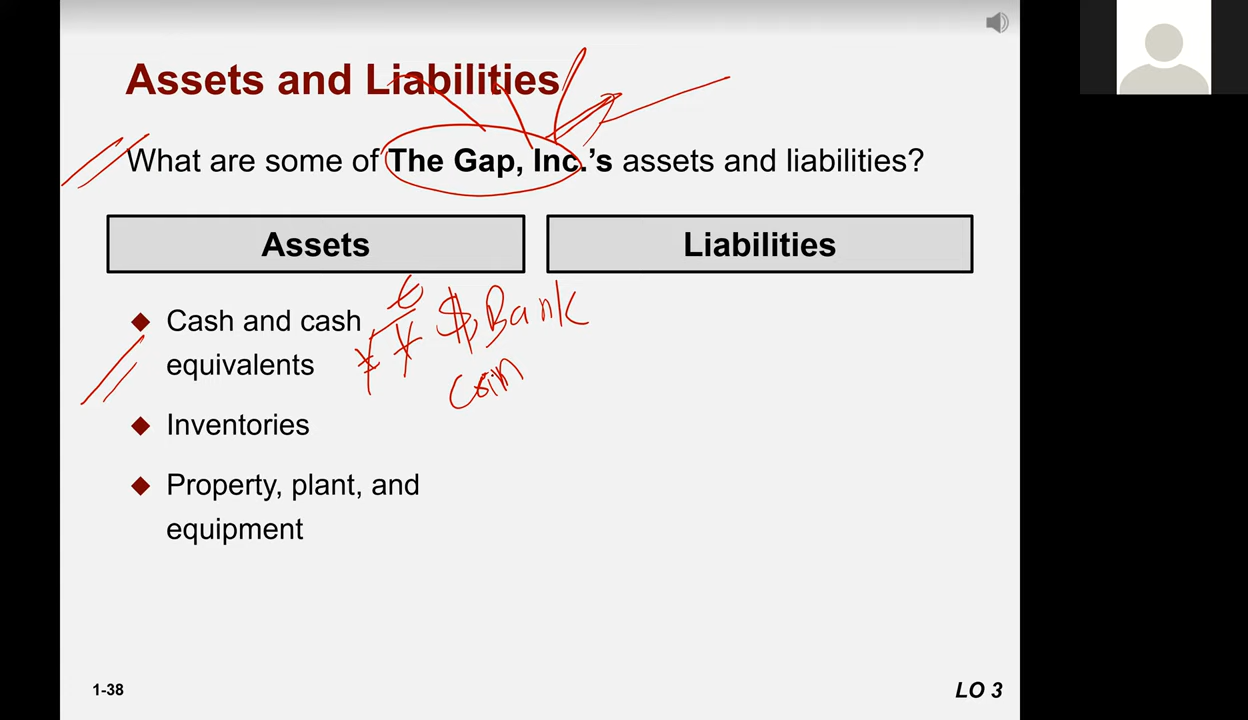 Assets and Liabilities
What are some of The Gap, Inc.'s assets and liabilities?
Assets
Liabilities
◆ Cash and cash
equivalents
€
¥ ¥ $, Bank
Coin
◆ Inventories
◆ Property, plant, and
equipment
1-38
LO 3